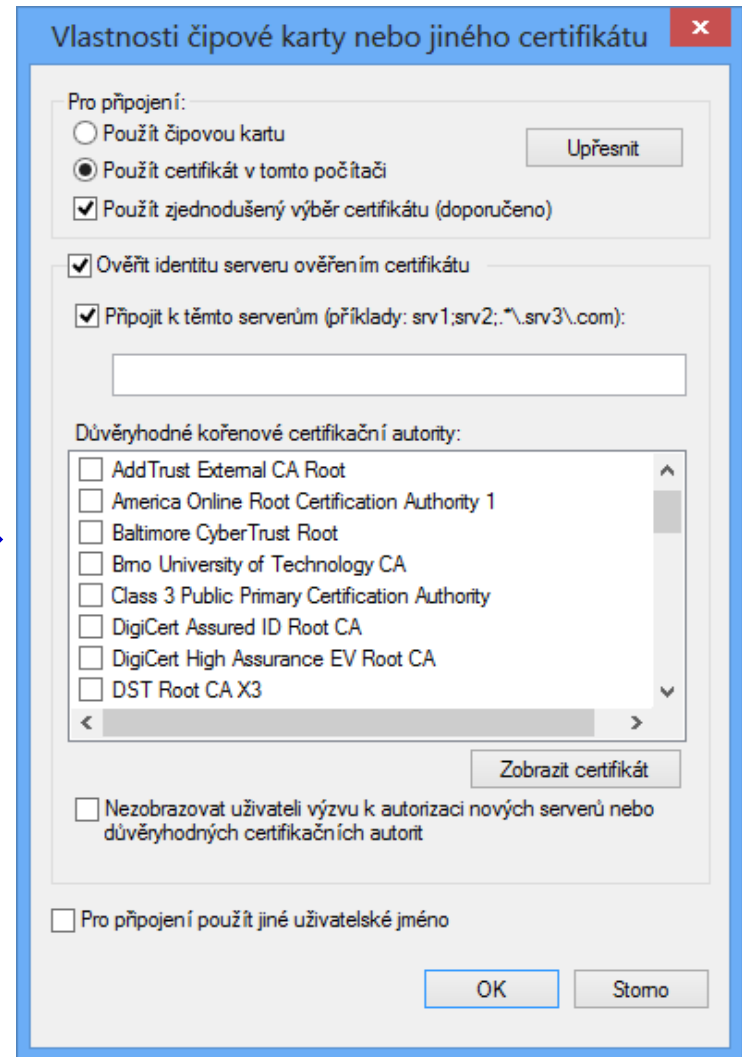 Vlastnosti čipové karty nebo jiného certifikátu
Pro připojení:
Použít čipovou kartu
Upřesnit
Použít certifikát v tomto počítači
Použít zjednodušený výběr certifikátu (doporučeno)
Ověřit identitu serveru ověřením certifikátu
Připojit k těmto serverům (příklady: srv1;srv2;.*\.srv3\.com):
Důvěryhodné kořenové certifikační autority:
AddTrust External CA Root
America Online Root Certification Authority 1
Baltimore CyberTrust Root
Brno University of Technology CA
Class 3 Public Primary Certification Authority
DigiCert Assured ID Root CA
DigiCert High Assurance EV Root CA
DST Root CA X3
Zobrazit certifikát
Nezobrazovat uživateli výzvu k autorizaci nových serverů nebo
důvěryhodných certifikačních autorit
Pro připojení použít jiné uživatelské jméno
OK
Storno